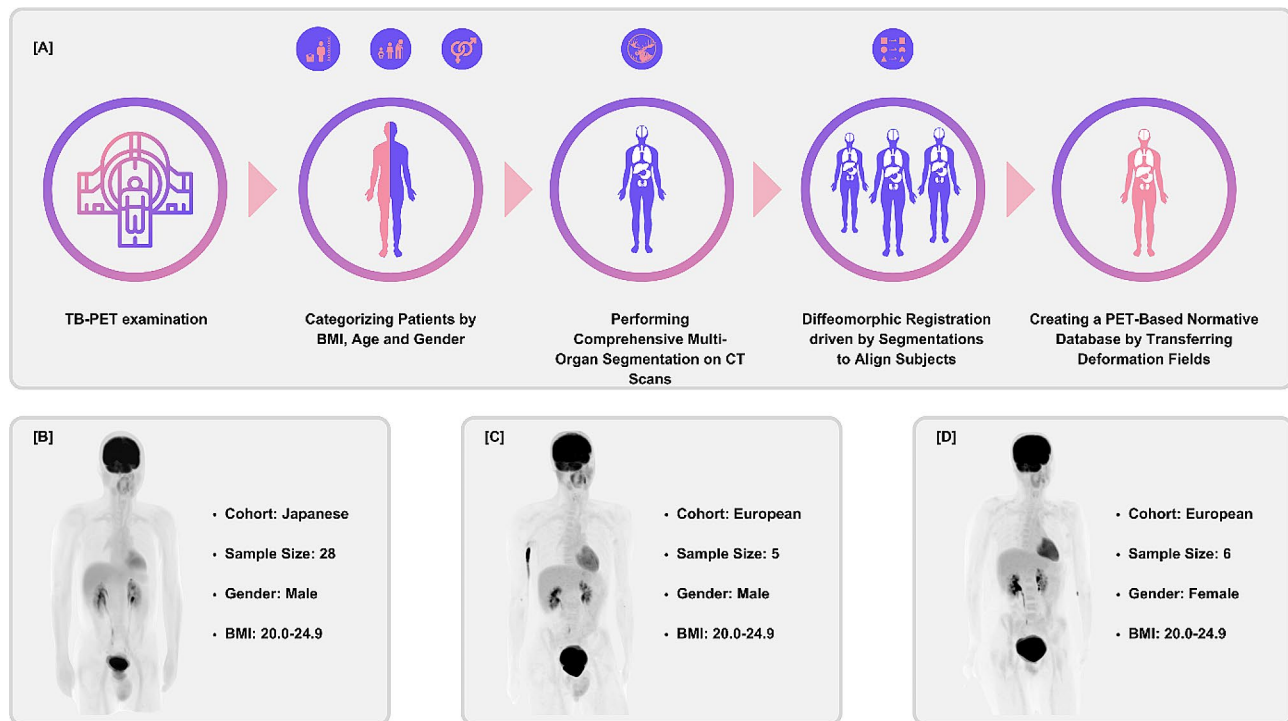 [A]
TB-PET examination
Categorizing Patients by
BMI, Age and Gender
Performing
Comprehensive Multi-
Organ Segmentation on CT
Scans
Diffeomorphic Registration
driven by Segmentations
to Align Subjects
Creating a PET-Based Normative
Database by Transferring
Deformation Fields
[B]
• Cohort: Japanese
• Sample Size: 28
• Gender: Male
• BMI: 20.0-24.9
[C]
• Cohort: European
• Sample Size: 5
• Gender: Male
• BMI: 20.0-24.9
[D]
• Cohort: European
• Sample Size: 6
• Gender: Female
• BMI: 20.0-24.9